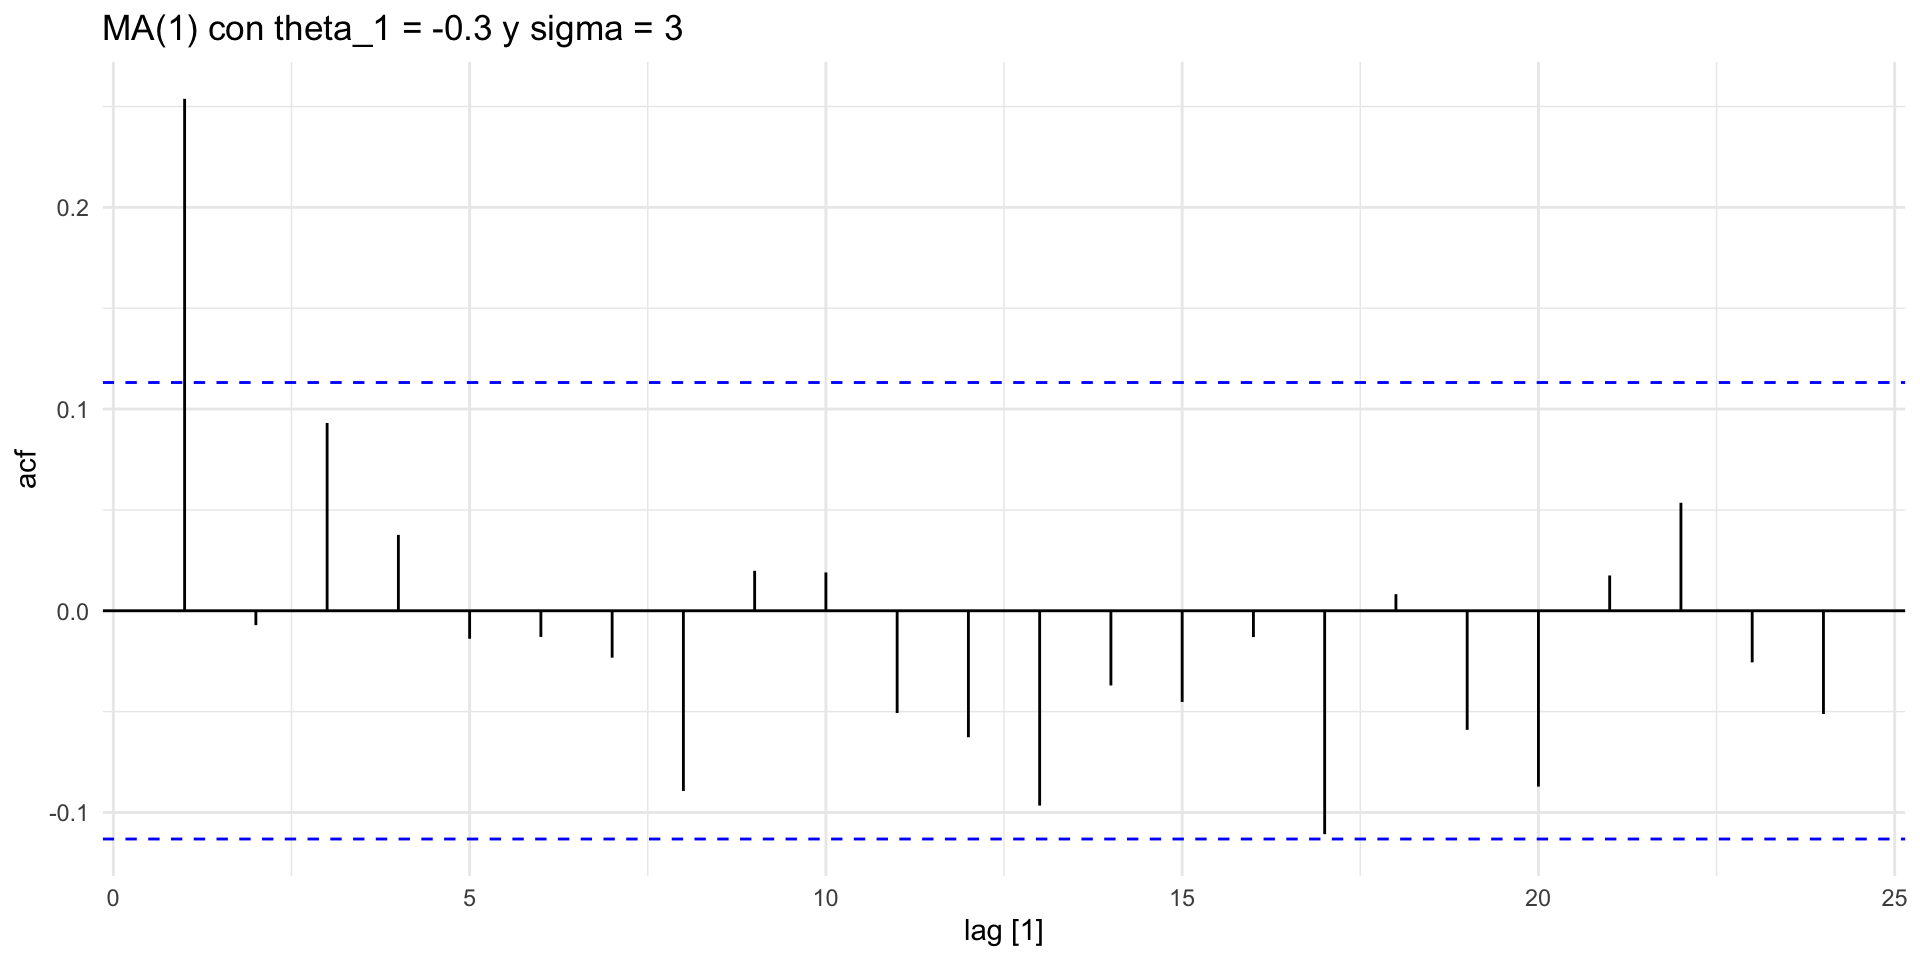 MA(1) con theta_1 = -0.3 y sigma = 3
0.2
0.1
0.0
-0.1
acf
0 5 10 15 20 25
lag [1]